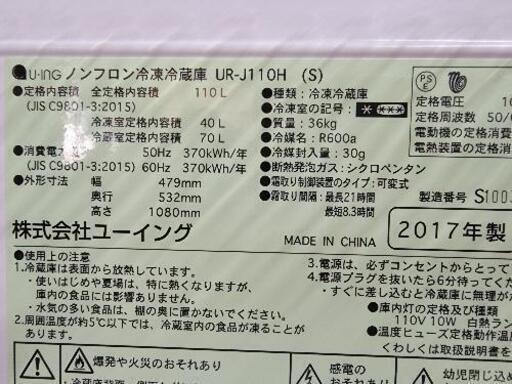 U-ING ノンフロン冷凍冷蔵庫 UR-J110H (S)
●定格内容積 全定格内容積 110L
(JIS C9801-3:2015)
冷凍室定格内容積 40L
冷蔵室定格内容積 70L
●消費電力量 50Hz 370kWh/年
(JIS C9801-3:2015) 60Hz 370kWh/年
●外形寸法 幅 479mm
奥行 532mm
高さ 1080mm
株式会社ユーイング
●種類:冷凍冷蔵庫
●冷凍室の記号:
●質量:36kg
●冷媒名:R600a
●冷媒封入量:30g
●断熱発泡ガス:シクロペンタン
●霜取り制御装置のタイプ:可変式
●霜取り間隔:最長21時間
最短8.3時間
MADE IN CHINA
PSE
定格電圧 10
定格周波数 50/6
電動機の定格消費
電熱装置の定格消
製造番号 S100
2017年製
●使用上の注意
1.冷蔵庫は表面から放熱しています。
・使いはじめや夏場は、特に熱くなりますが、
庫内の食品には影響ありません。
・水気の多い食品は、棚の奥に置かないでください。
2.周囲温度が約5℃以下では、冷蔵室内の食品が凍ることが
あります。
3.電源は、必ずコンセントからとって
4.電源プラグを抜いたら6分待ってくだ
・すぐに差し込むと冷蔵庫に無理が
●庫内灯の定格及び種類
110V 10W 白熱ラン
●温度ヒューズ定格動作温度
くわしくは取扱説明書
爆発や火災のおそれあり
感電の
おそれあり
幼児閉じ込め